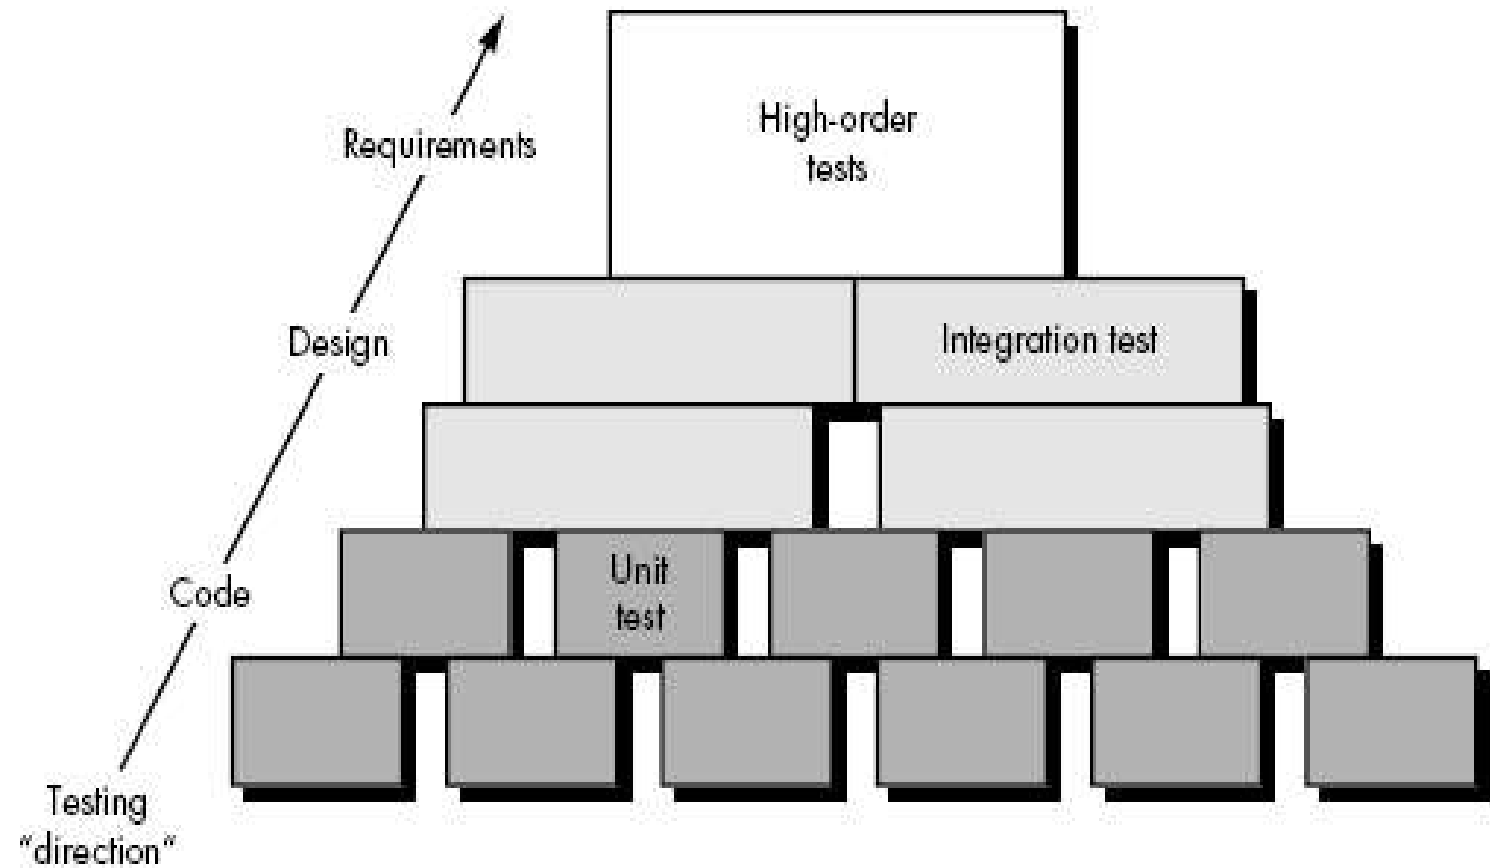 High-order
tests
Requirements
Design
Integration test
Unit
test
Code
Testing
"direction"